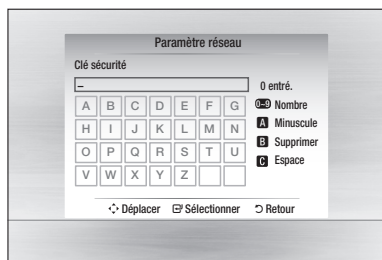 Paramètre réseau
Clé sécurité
–
0 entré.
A B C D E F G
0–9 Nombre
H I J K L M N
A Minuscule
O P Q R S T U
B Supprimer
V W X Y Z
C Espace
Déplacer Sélectionner Retour